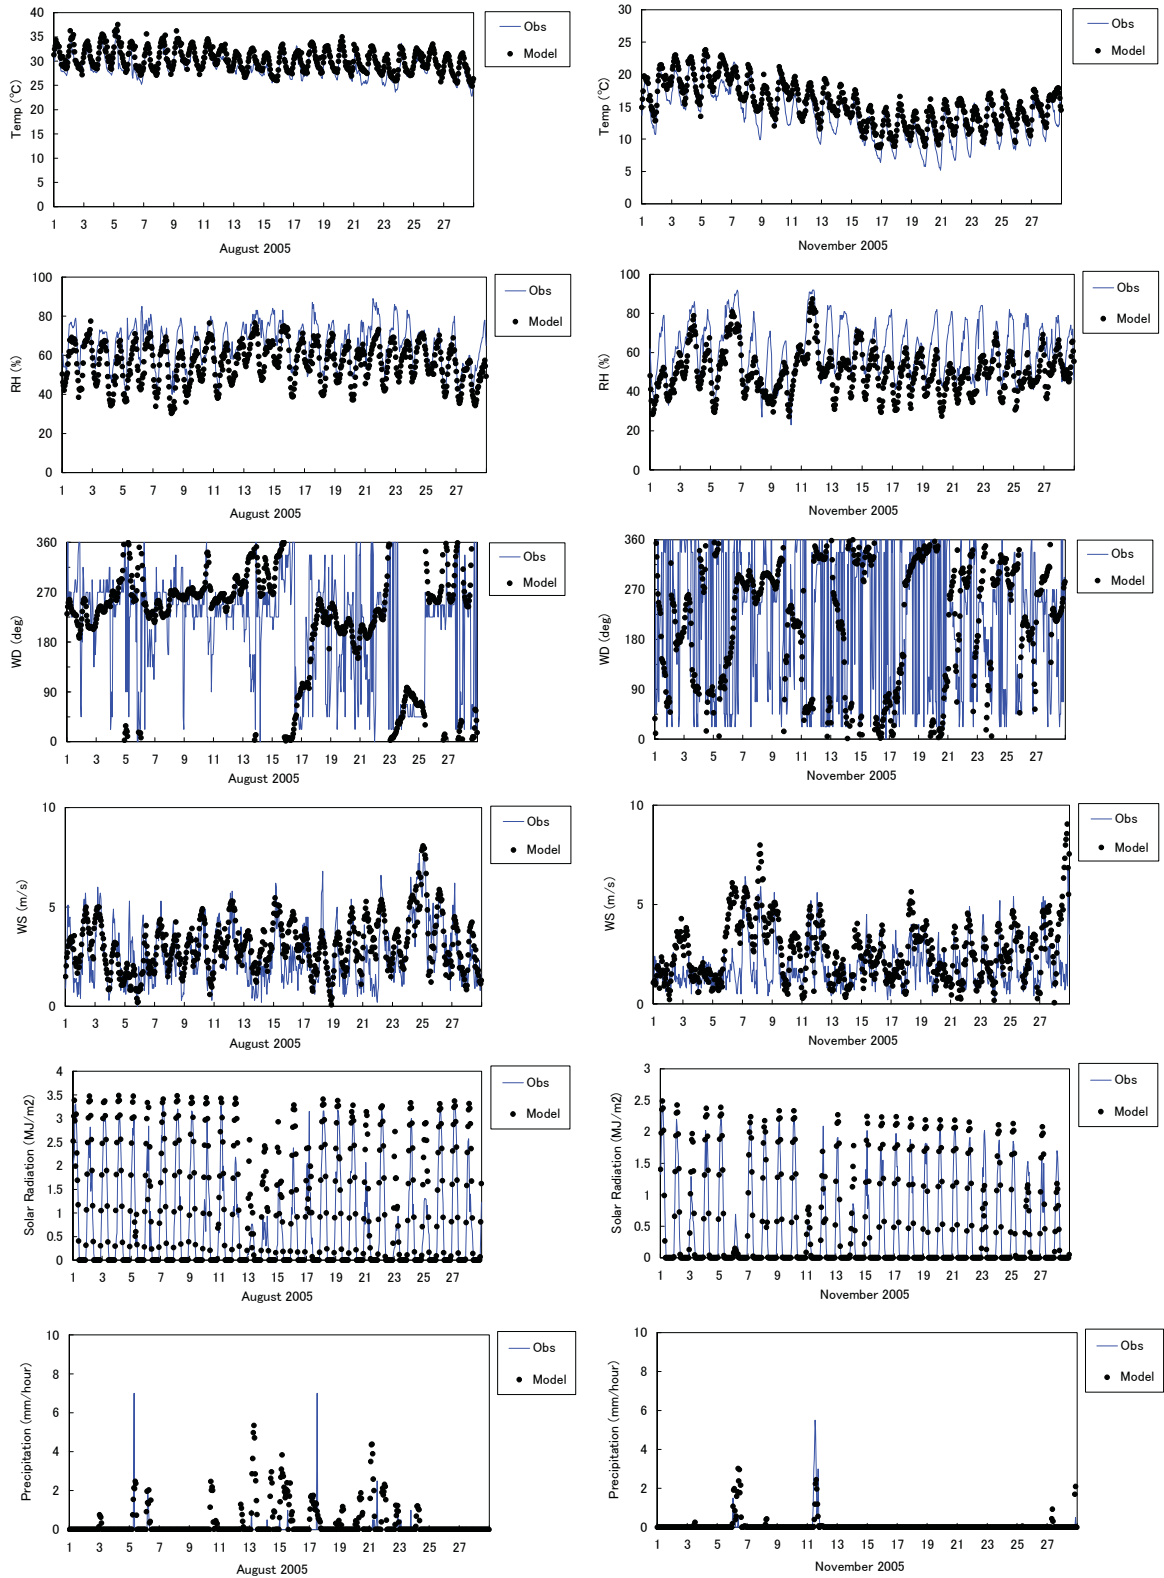 40
35
30
25
20
15
10
5
0
Temp (°C)
1 3 5 7 9 11 13 15 17 19 21 23 25 27
August 2005
Obs
Model
30
25
20
15
10
5
0
Temp (°C)
1 3 5 7 9 11 13 15 17 19 21 23 25 27
November 2005
Obs
Model
100
80
60
40
20
0
RH (%)
1 3 5 7 9 11 13 15 17 19 21 23 25 27
August 2005
Obs
Model
100
80
60
40
20
0
RH (%)
1 3 5 7 9 11 13 15 17 19 21 23 25 27
November 2005
Obs
Model
360
270
180
90
0
WD (deg)
1 3 5 7 9 11 13 15 17 19 21 23 25 27
August 2005
Obs
Model
360
270
180
90
0
WD (deg)
1 3 5 7 9 11 13 15 17 19 21 23 25 27
November 2005
Obs
Model
10
5
0
WS (m/s)
1 3 5 7 9 11 13 15 17 19 21 23 25 27
August 2005
Obs
Model
10
5
0
WS (m/s)
1 3 5 7 9 11 13 15 17 19 21 23 25 27
November 2005
Obs
Model
4
3.5
3
2.5
2
1.5
1
0.5
0
Solar Radiation (MJ/m2)
1 3 5 7 9 11 13 15 17 19 21 23 25 27
August 2005
Obs
Model
3
2.5
2
1.5
1
0.5
0
Solar Radiation (MJ/m2)
1 3 5 7 9 11 13 15 17 19 21 23 25 27
November 2005
Obs
Model
10
8
6
4
2
0
Precipitation (mm/hour)
1 3 5 7 9 11 13 15 17 19 21 23 25 27
August 2005
Obs
Model
10
8
6
4
2
0
Precipitation (mm/hour)
1 3 5 7 9 11 13 15 17 19 21 23 25 27
November 2005
Obs
Model